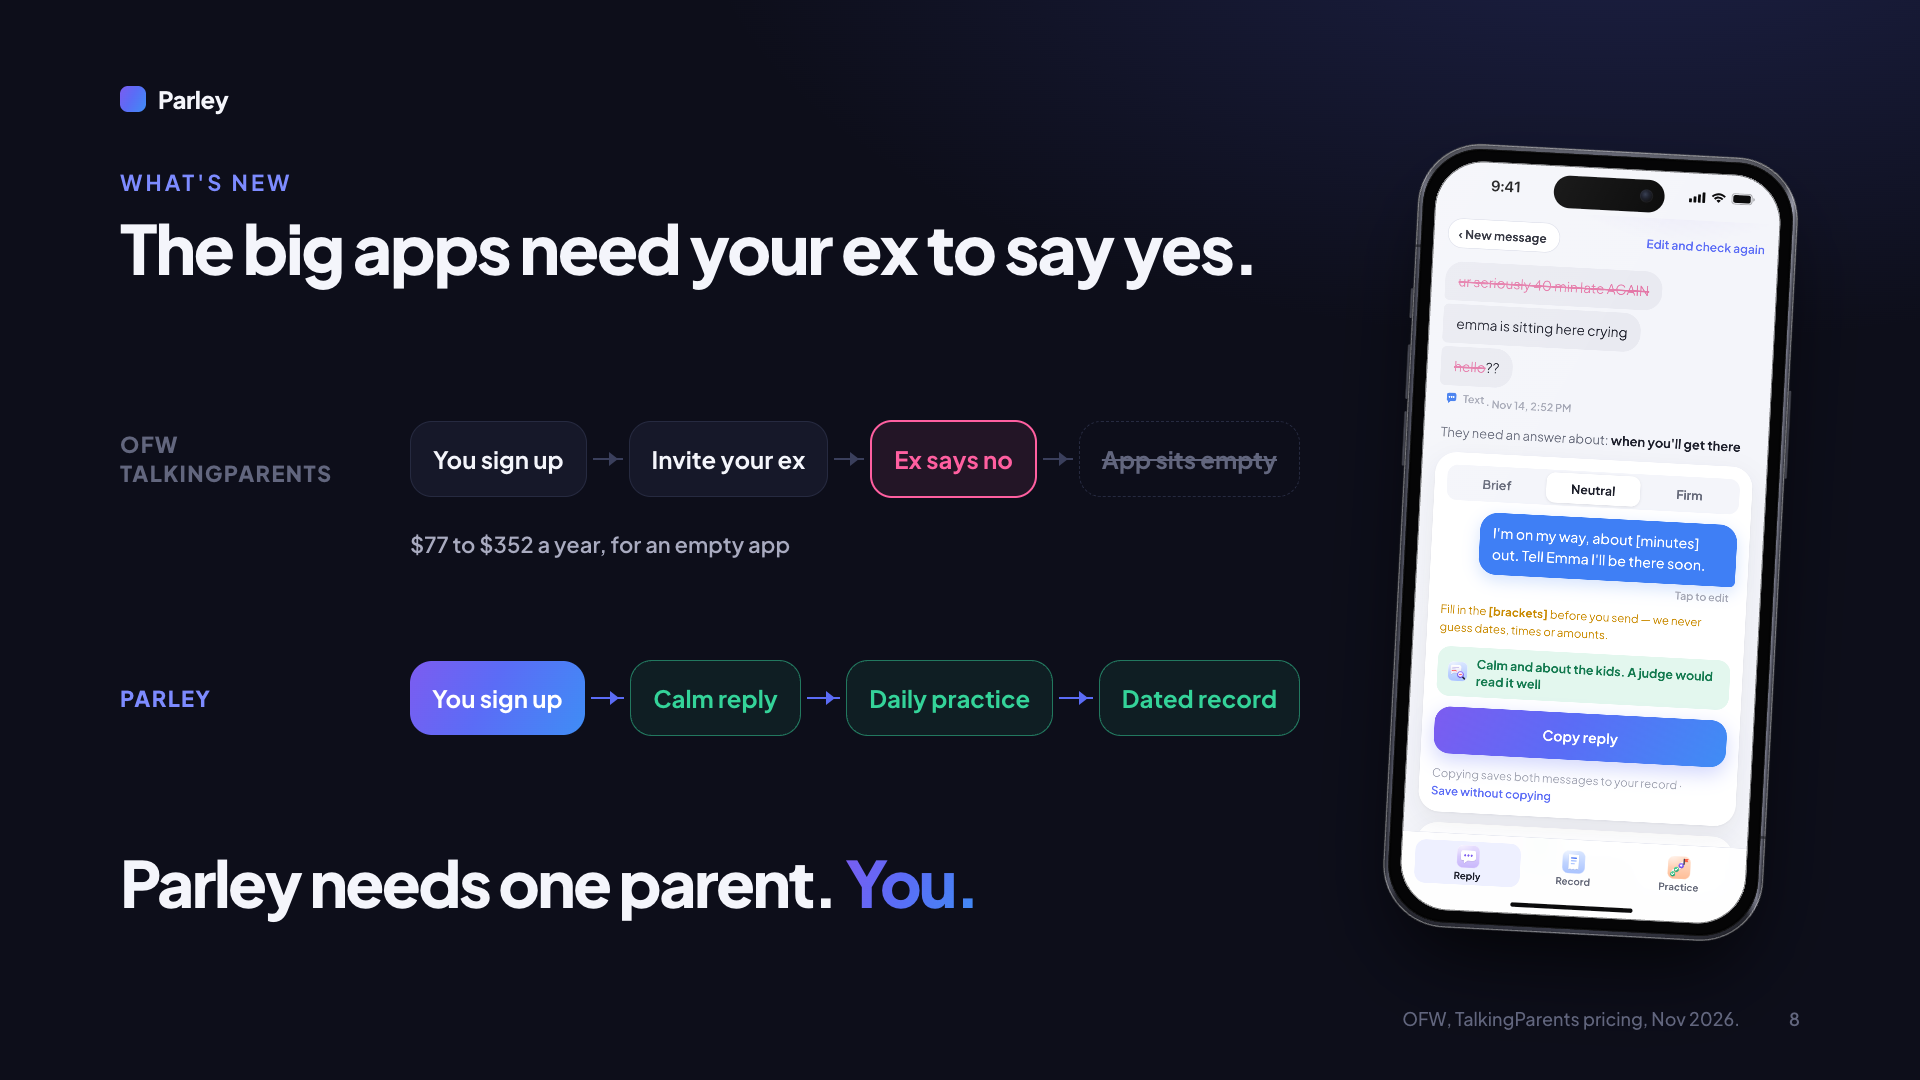 Parley
WHAT'S NEW
The big apps need your ex to say yes.
OFW
TALKINGPARENTS
You sign up
Invite your ex
Ex says no
App sits empty
$77 to $352 a year, for an empty app
PARLEY
You sign up
Calm reply
Daily practice
Dated record
Parley needs one parent. You.
9:41
‹ New message
Edit and check again
ur seriously 40 min late AGAIN
emma is sitting here crying
hello??
Text · Nov 14, 2:52 PM
They need an answer about: when you'll get there
Brief
Neutral
Firm
I'm on my way, about [minutes]
out. Tell Emma I'll be there soon.
Tap to edit
Fill in the [brackets] before you send — we never
guess dates, times or amounts.
Calm and about the kids. A judge would
read it well
Copy reply
Copying saves both messages to your record ·
Save without copying
Reply
Record
Practice
OFW, TalkingParents pricing, Nov 2026.
8